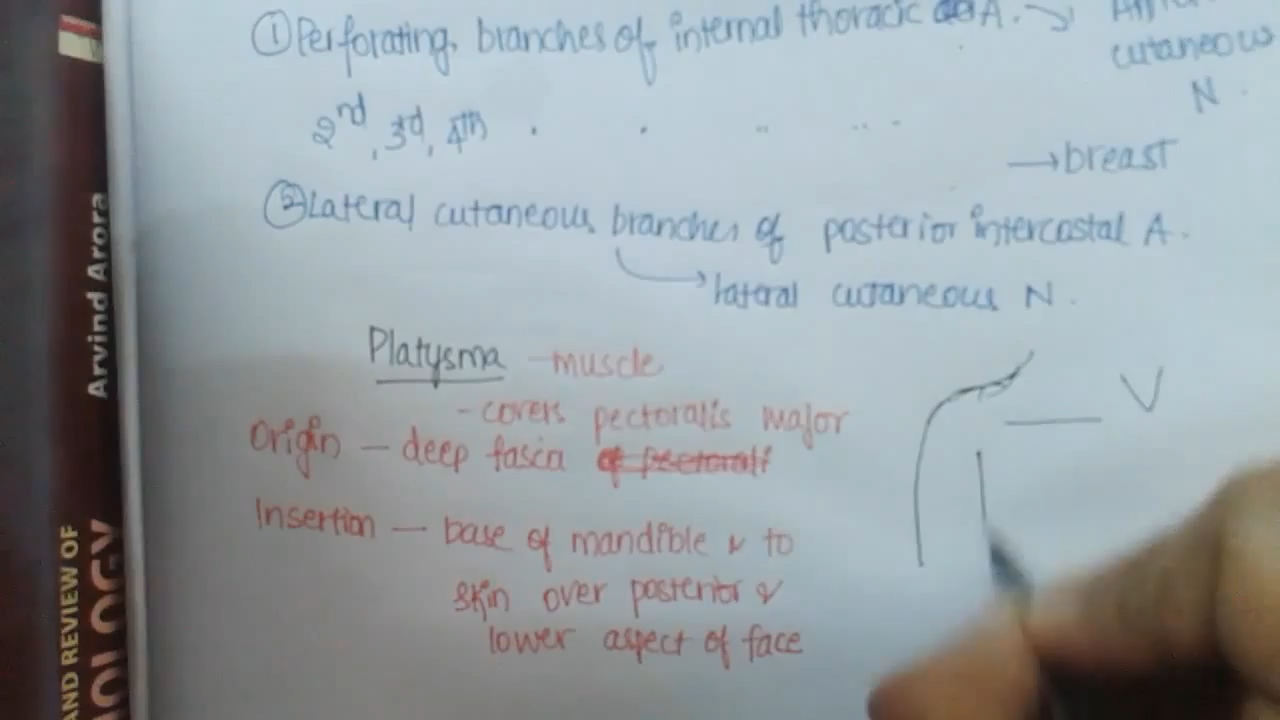 ① Perforating branches of internal thoracic A. →
cutaneous
N.
2nd, 3rd, 4th
→ breast
② Lateral cutaneous branches of posterior intercostal A.
→ lateral cutaneous N.
Platysma - muscle
- covers pectoralis major
Origin - deep fascia
Insertion - base of mandible & to
skin over posterior &
lower aspect of face
V
Arvind Arora
AND REVIEW OF